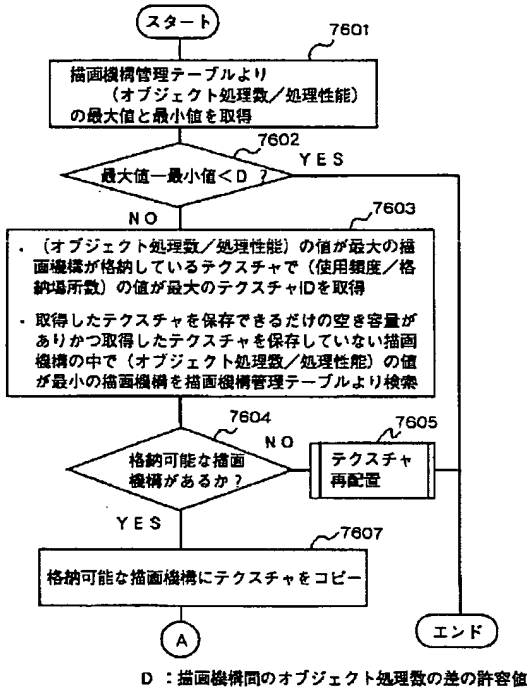 スタート
7601
描画機構管理テーブルより
(オブジェクト処理数/処理性能)
の最大値と最小値を取得
7602
最大値ー最小値<D ?
YES
NO
7603
・ (オブジェクト処理数/処理性能)の値が最大の描
画機構が格納しているテクスチャで(使用頻度/格
納場所数)の値が最大のテクスチャIDを取得
・ 取得したテクスチャを保存できるだけの空き容量が
ありかつ取得したテクスチャを保存していない描画
機構の中で(オブジェクト処理数/処理性能)の値
が最小の描画機構を描画機構管理テーブルより検索
7604
格納可能な描画
機構があるか?
NO
7605
テクスチャ
再配置
YES
7607
格納可能な描画機構にテクスチャをコピー
A
エンド
D :描画機構間のオブジェクト処理数の差の許容値